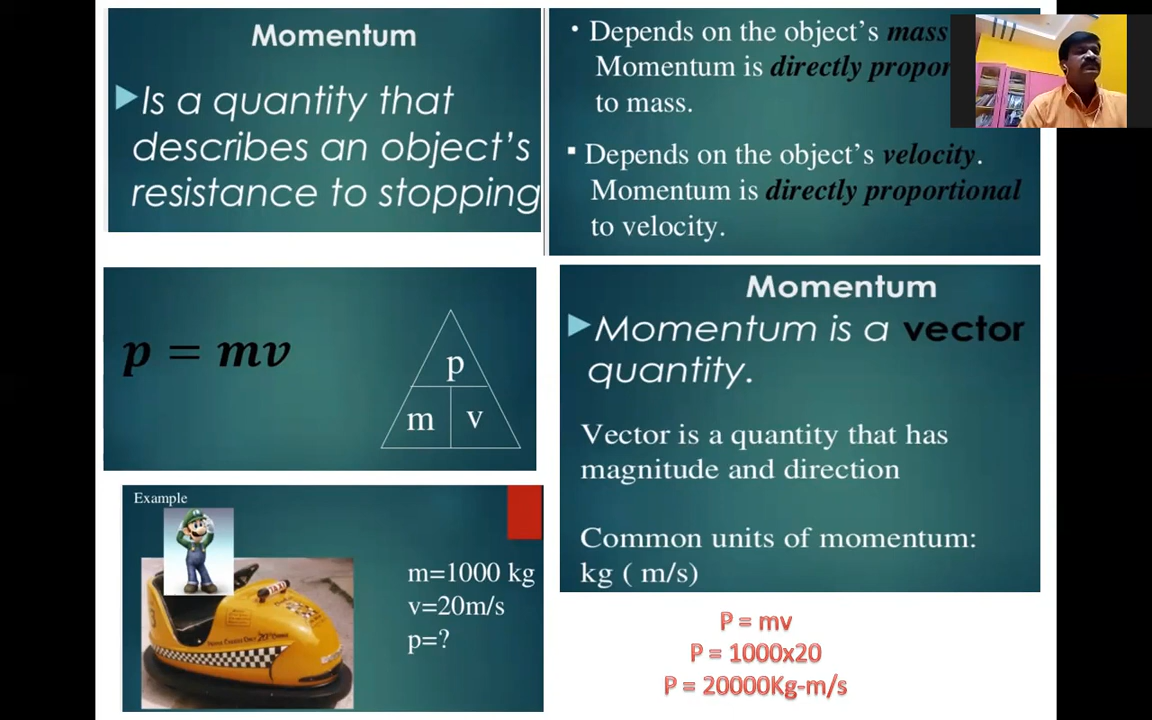 Momentum
Is a quantity that
describes an object's
resistance to stopping
• Depends on the object's mass
Momentum is directly propor
to mass.
▪ Depends on the object's velocity.
Momentum is directly proportional
to velocity.
p = mv
p
m v
Momentum
Momentum is a vector
quantity.
Vector is a quantity that has
magnitude and direction
Common units of momentum:
kg ( m/s)
Example
m=1000 kg
v=20m/s
p=?
P = mv
P = 1000x20
P = 20000Kg-m/s